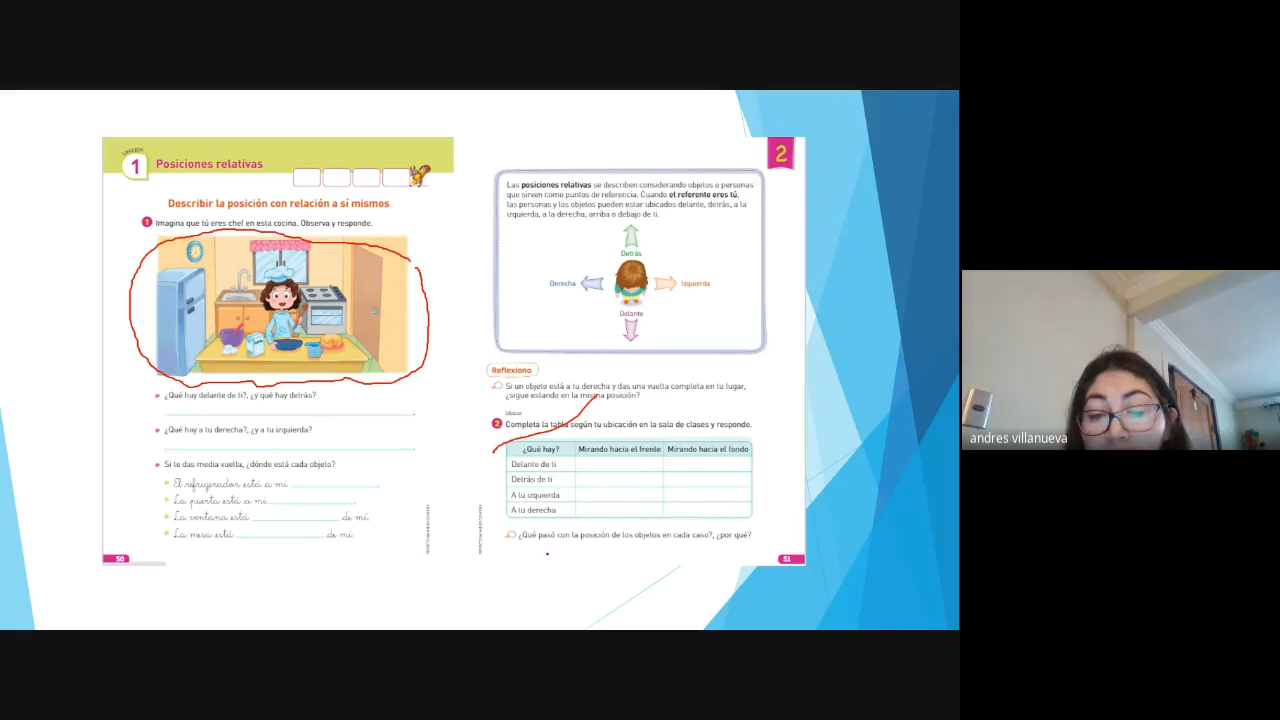 Lección
1
Posiciones relativas
Describir la posición con relación a sí mismos
1 Imagina que tú eres chef en esta cocina. Observa y responde.
¿Qué hay delante de ti?, ¿y qué hay detrás?
¿Qué hay a tu derecha?, ¿y a tu izquierda?
Si te das media vuelta, ¿dónde está cada objeto?
El refrigerador está a mi
La puerta está a mi
La ventana está de mí.
La mesa está de mí.
50
2
Las posiciones relativas se describen considerando objetos o personas
que sirven como puntos de referencia. Cuando el referente eres tú,
las personas y los objetos pueden estar ubicados delante, detrás, a la
izquierda, a la derecha, arriba o debajo de ti.
Detrás
Derecha
Izquierda
Delante
Reflexiono
Si un objeto está a tu derecha y das una vuelta completa en tu lugar,
¿sigue estando en la misma posición?
Ubicar
2 Completa la tabla según tu ubicación en la sala de clases y responde.
¿Qué hay? Mirando hacia el frente Mirando hacia el fondo
Delante de ti
Detrás de ti
A tu izquierda
A tu derecha
¿Qué pasó con la posición de los objetos en cada caso?, ¿por qué?
51
andres villanueva